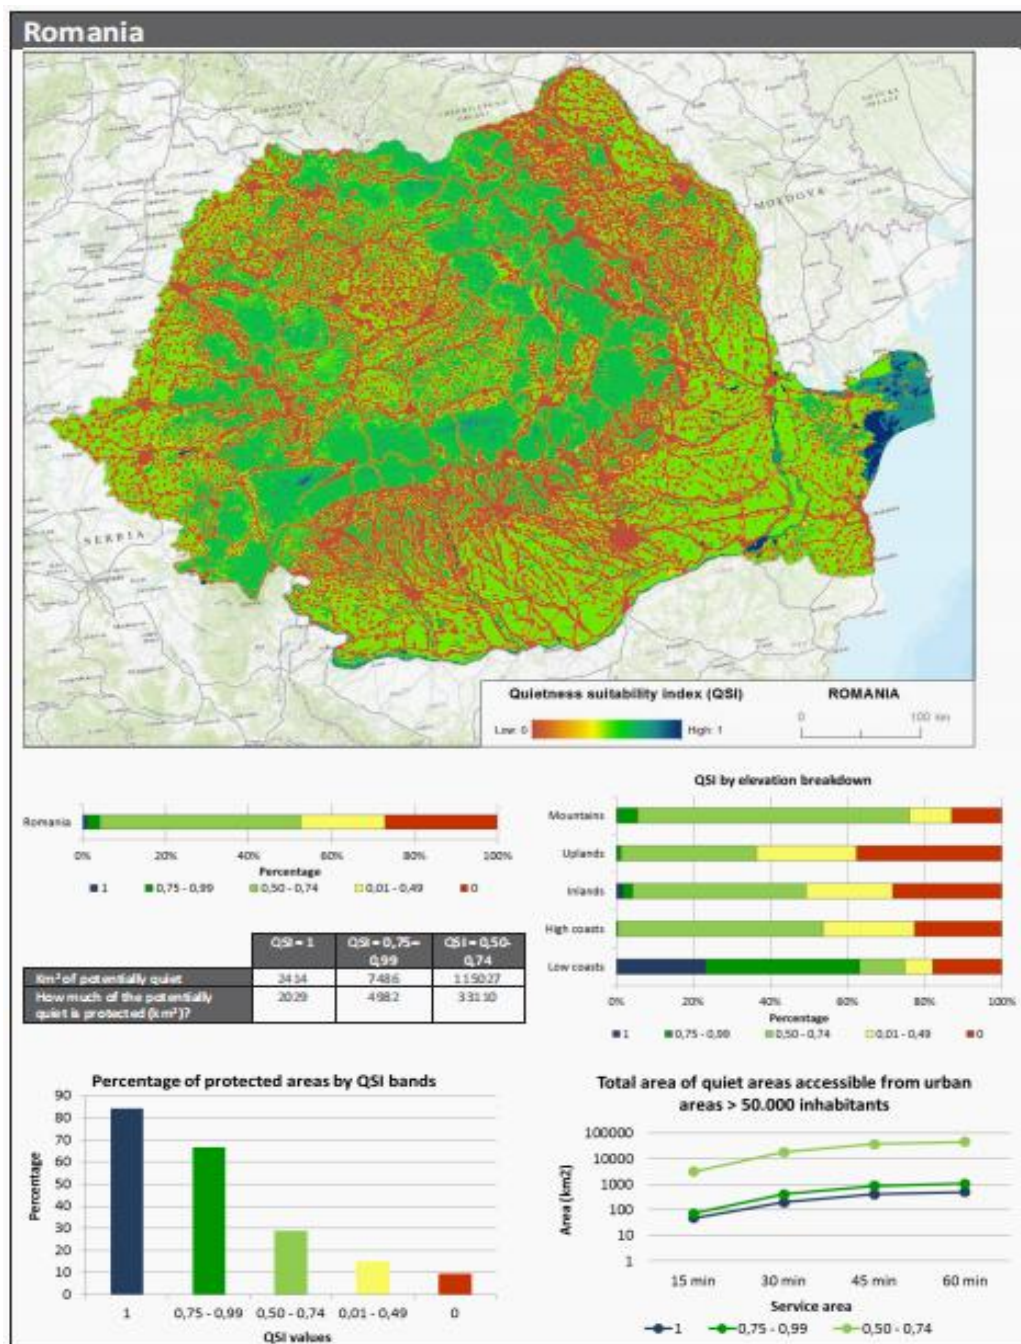 Romania
MOLDOVA
SERBIA
Quietness suitability index (QSI)
ROMANIA
Low: 0
High: 1
0
100 km
Romania
0%
20%
40%
60%
80%
100%
Percentage
1
0,75 - 0,99
0,50 - 0,74
0,01 - 0,49
0
QSI by elevation breakdown
Mountains
Uplands
Inlands
High coasts
Low coasts
0%
20%
40%
60%
80%
100%
Percentage
1
0,75 - 0,99
0,50 - 0,74
0,01 - 0,49
0
QSI = 1
QSI = 0,75–
0,99
QSI = 0,50-
0,74
Km² of potentially quiet
2414
7486
115027
How much of the potentially
quiet is protected (km²)?
2029
4982
33110
Percentage of protected areas by QSI bands
Percentage
90
80
70
60
50
40
30
20
10
0
1
0,75 - 0,99
0,50 - 0,74
0,01 - 0,49
0
QSI values
Total area of quiet areas accessible from urban
areas > 50.000 inhabitants
Area (km2)
100000
10000
1000
100
10
1
15 min
30 min
45 min
60 min
Service area
1
0,75 - 0,99
0,50 - 0,74